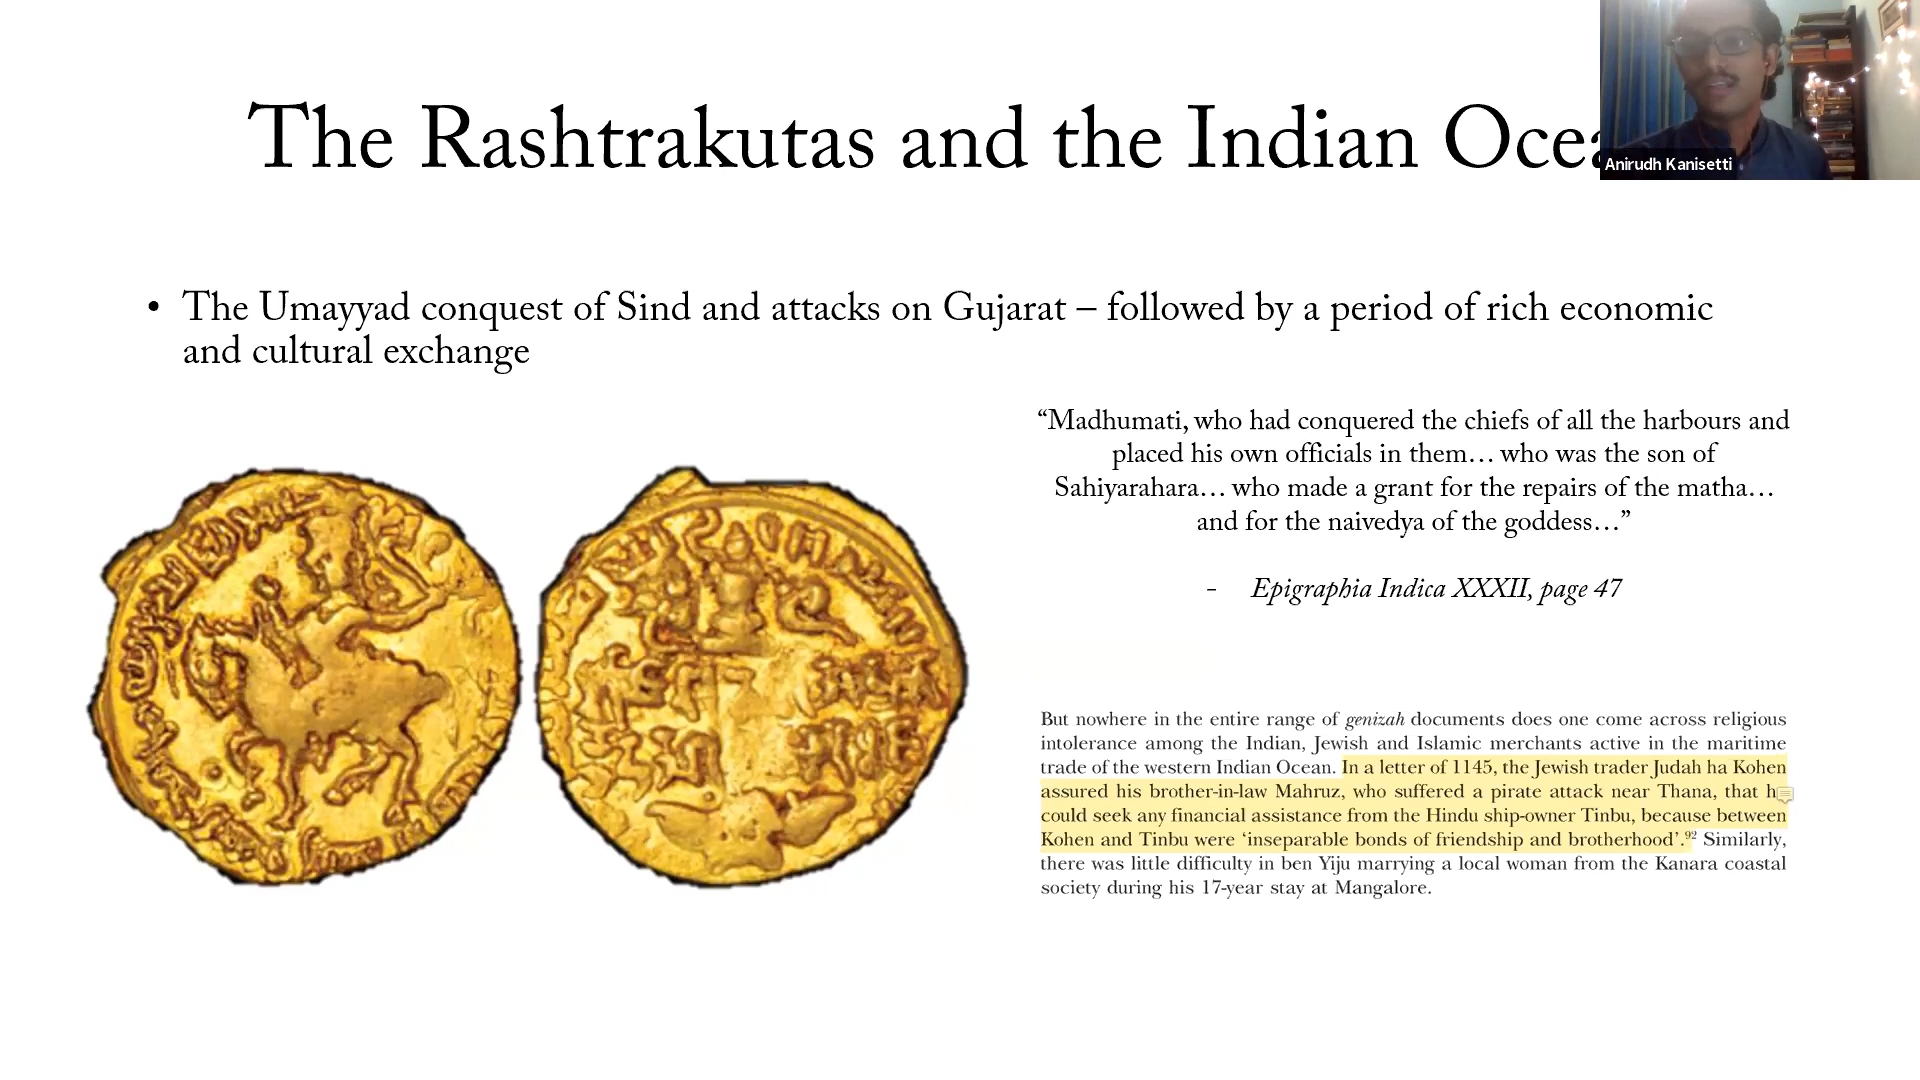 The Rashtrakutas and the Indian Ocea
Anirudh Kanisetti
• The Umayyad conquest of Sind and attacks on Gujarat – followed by a period of rich economic
and cultural exchange
“Madhumati, who had conquered the chiefs of all the harbours and
placed his own officials in them… who was the son of
Sahiyarahara… who made a grant for the repairs of the matha…
and for the naivedya of the goddess…”
- Epigraphia Indica XXXII, page 47
But nowhere in the entire range of genizah documents does one come across religious
intolerance among the Indian, Jewish and Islamic merchants active in the maritime
trade of the western Indian Ocean. In a letter of 1145, the Jewish trader Judah ha Kohen
assured his brother-in-law Mahruz, who suffered a pirate attack near Thana, that h
could seek any financial assistance from the Hindu ship-owner Tinbu, because between
Kohen and Tinbu were ‘inseparable bonds of friendship and brotherhood’.92 Similarly,
there was little difficulty in ben Yiju marrying a local woman from the Kanara coastal
society during his 17-year stay at Mangalore.